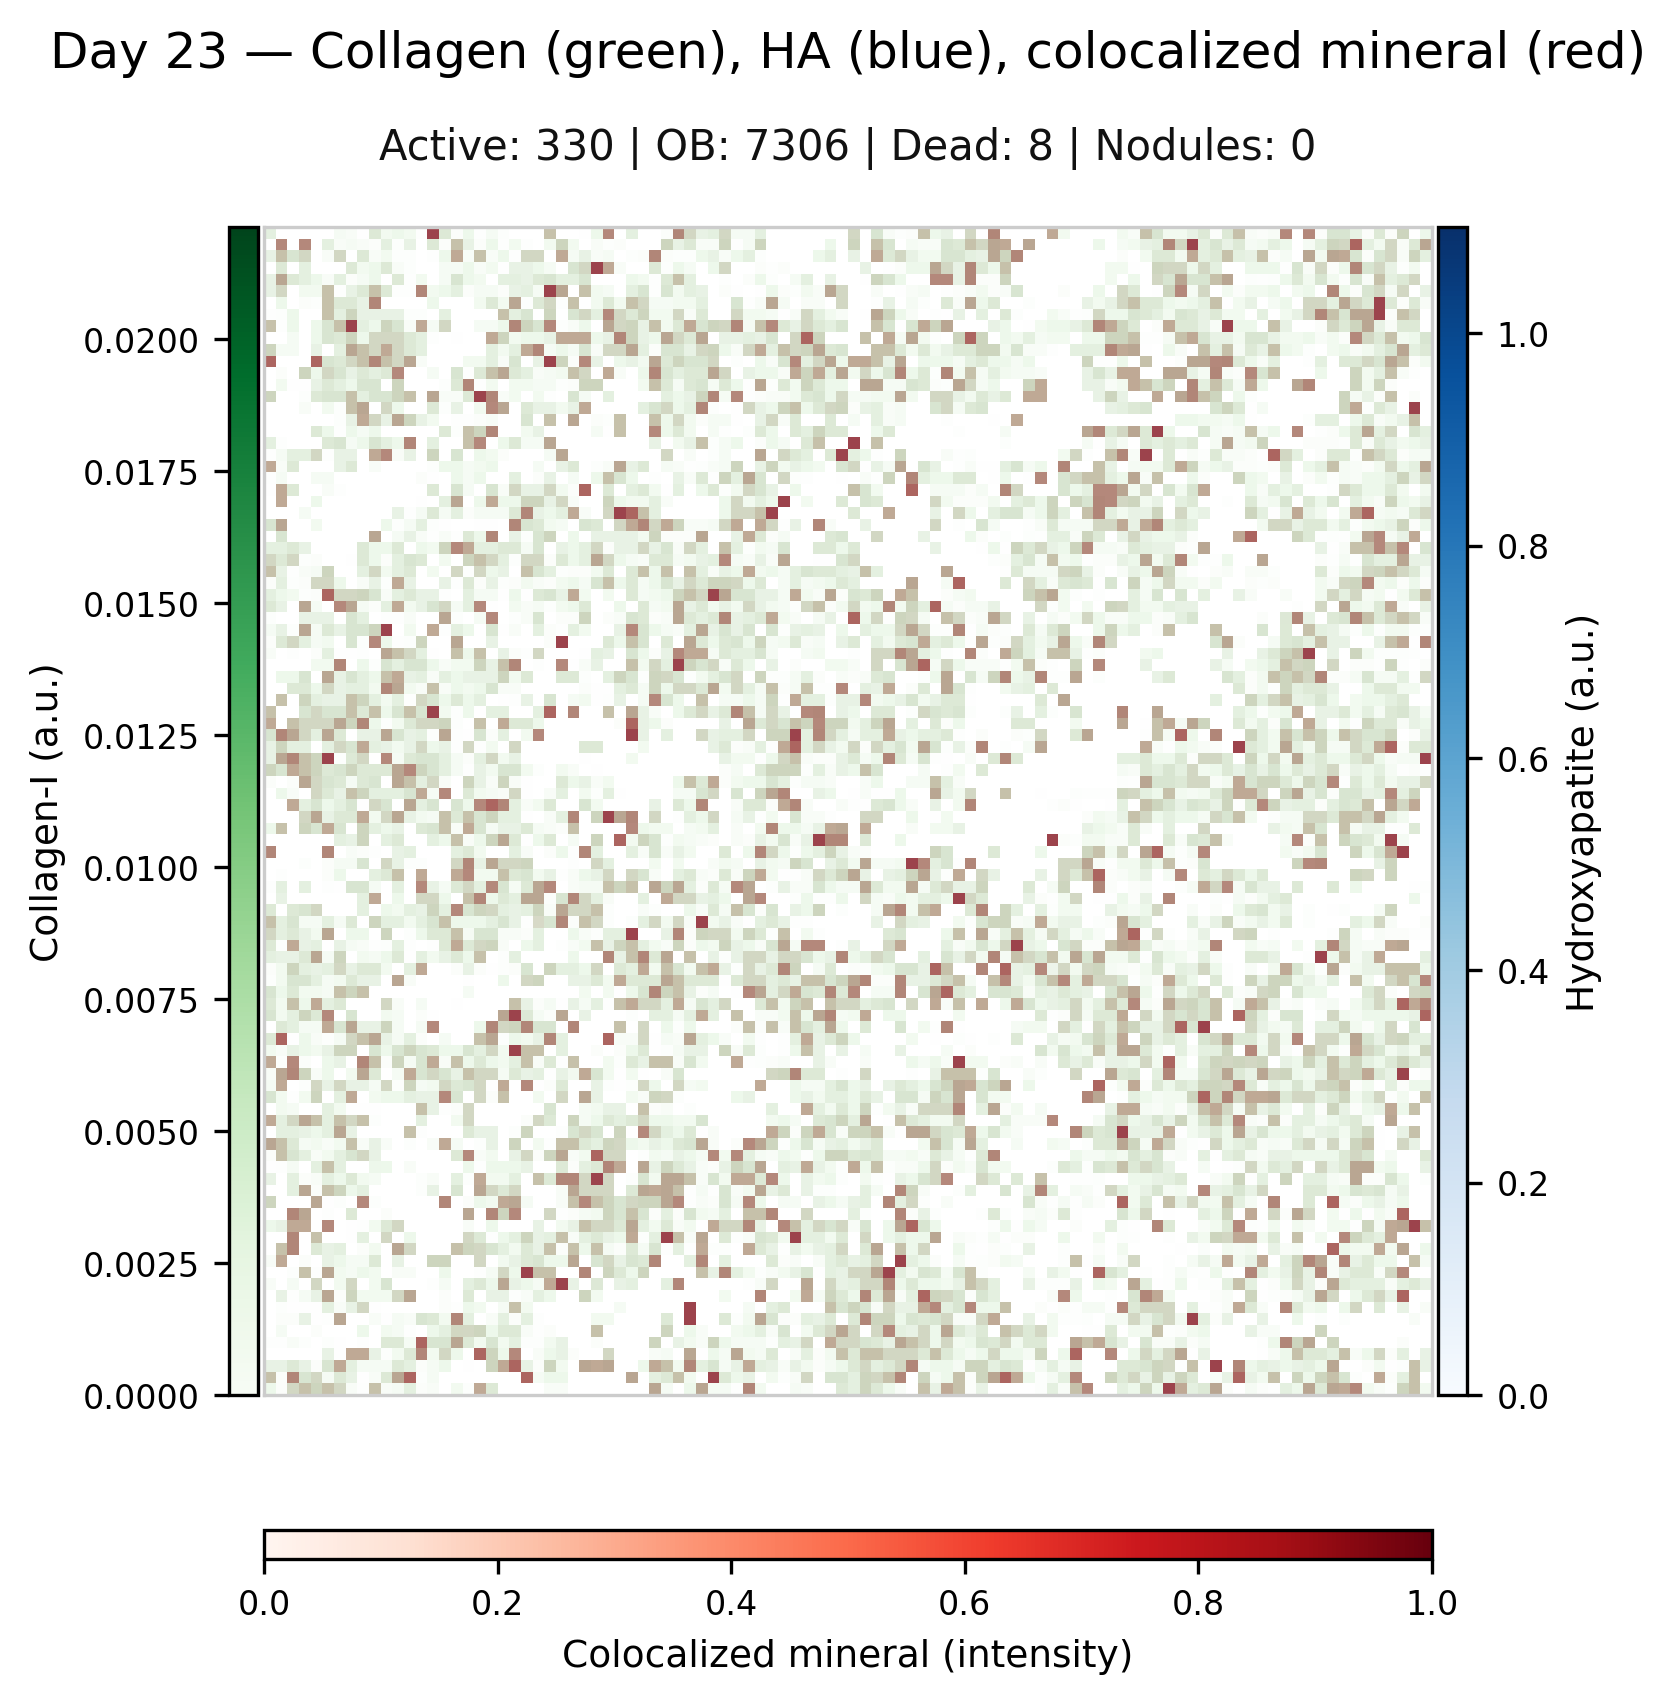 Day 23 — Collagen (green), HA (blue), colocalized mineral (red)
Active: 330 | OB: 7306 | Dead: 8 | Nodules: 0
Collagen-I (a.u.)
0.0200
0.0175
0.0150
0.0125
0.0100
0.0075
0.0050
0.0025
0.0000
1.0
0.8
0.6
0.4
0.2
0.0
Hydroxyapatite (a.u.)
0.0 0.2 0.4 0.6 0.8 1.0
Colocalized mineral (intensity)